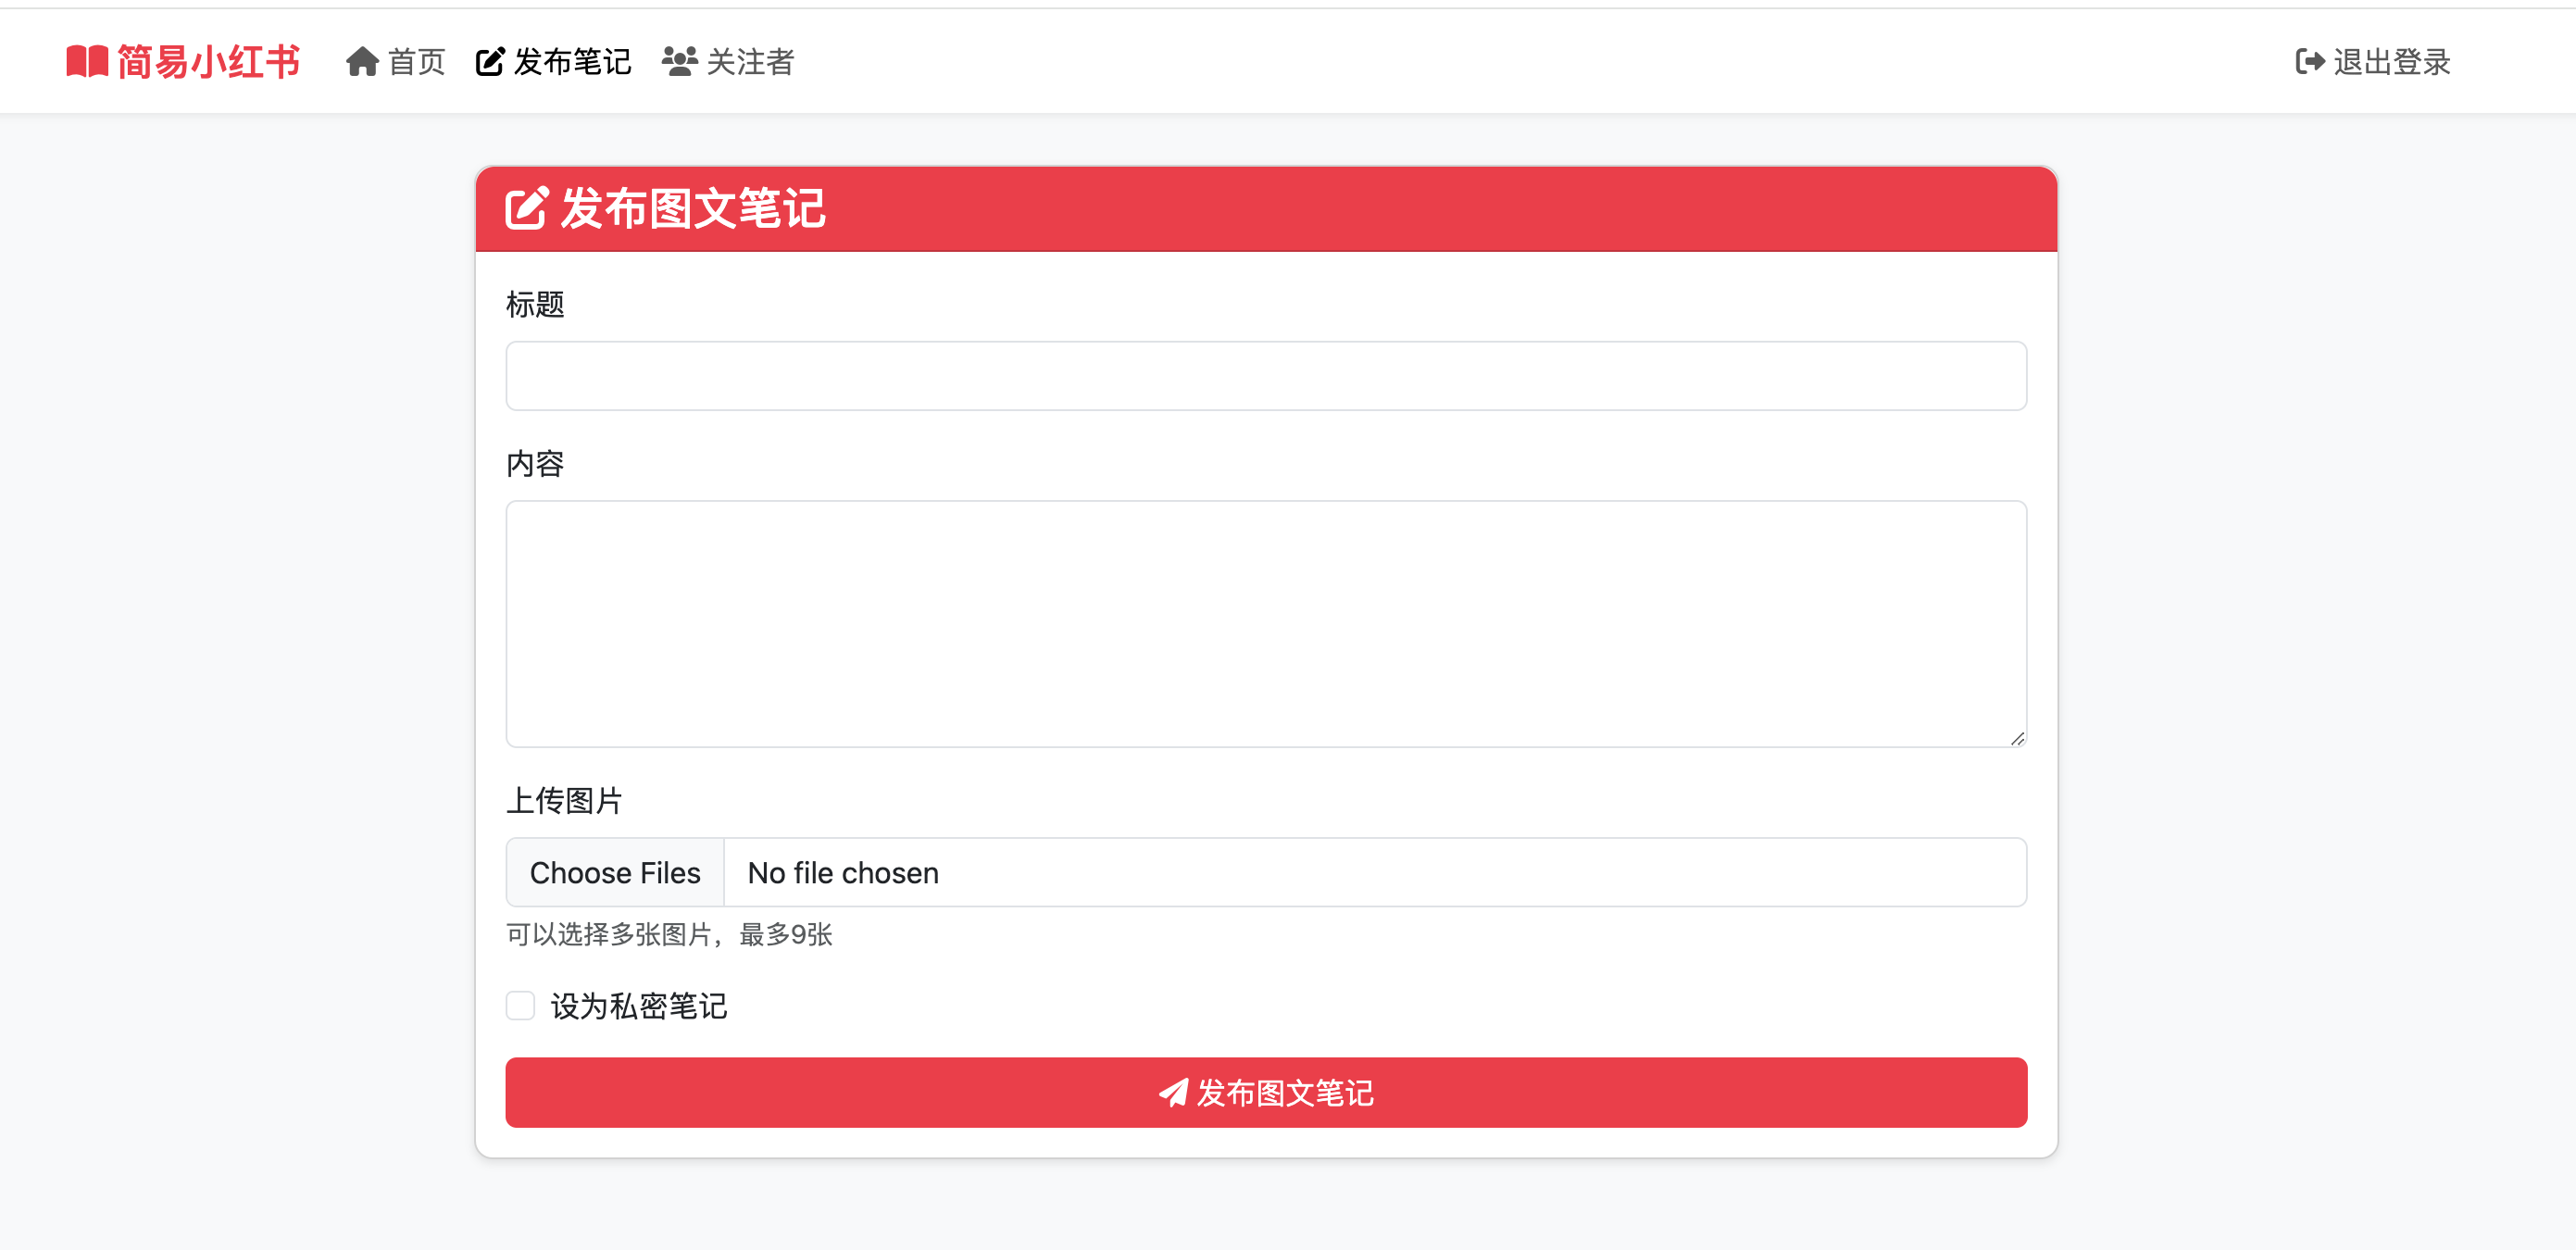 简易小红书 首页 发布笔记 关注者 退出登录
发布图文笔记
标题
内容
上传图片
Choose Files No file chosen
可以选择多张图片，最多9张
设为私密笔记
发布图文笔记